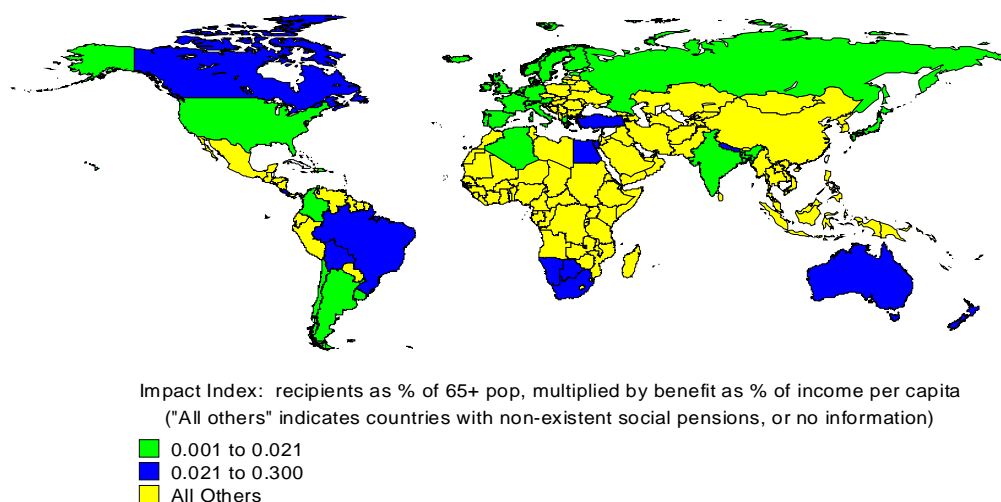 Impact Index: recipients as % of 65+ pop, multiplied by benefit as % of income per capita
("All others" indicates countries with non-existent social pensions, or no information)
0.001 to 0.021
0.021 to 0.300
All Others